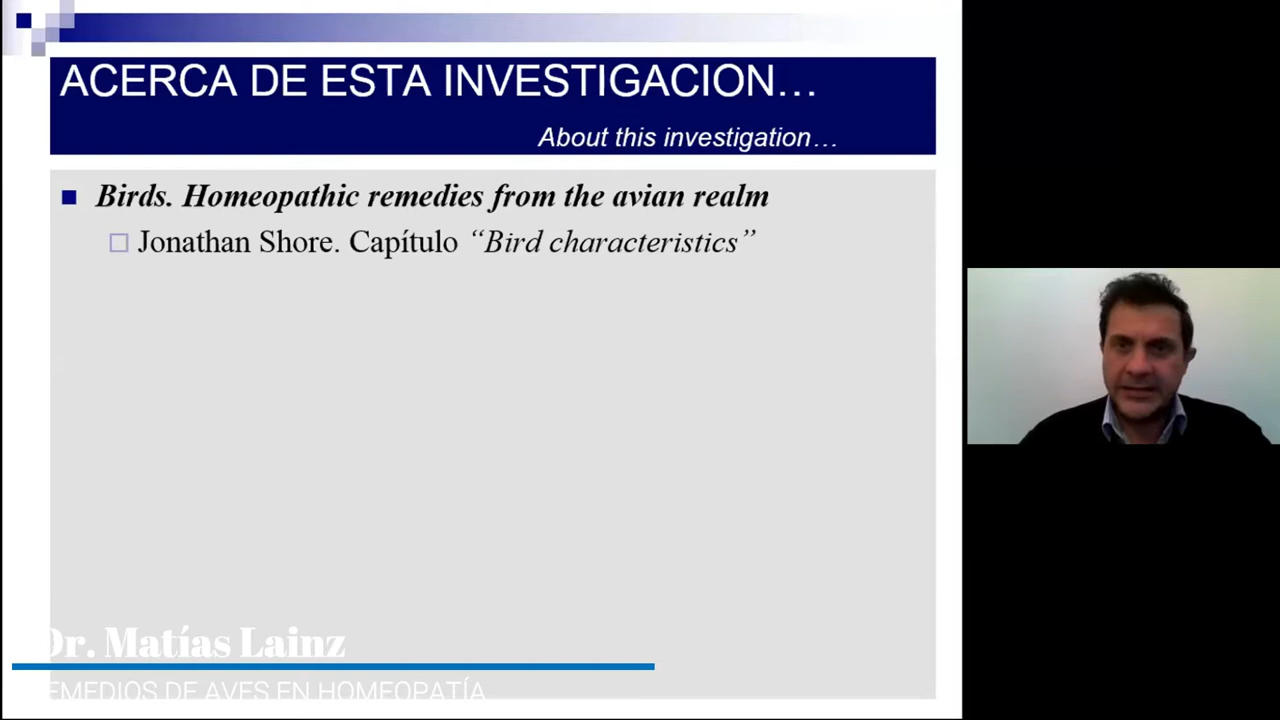 ACERCA DE ESTA INVESTIGACION…
About this investigation…
Birds. Homeopathic remedies from the avian realm
Jonathan Shore. Capítulo “Bird characteristics”
Dr. Matías Lainz
EMEDIOS DE AVES EN HOMEOPATÍA